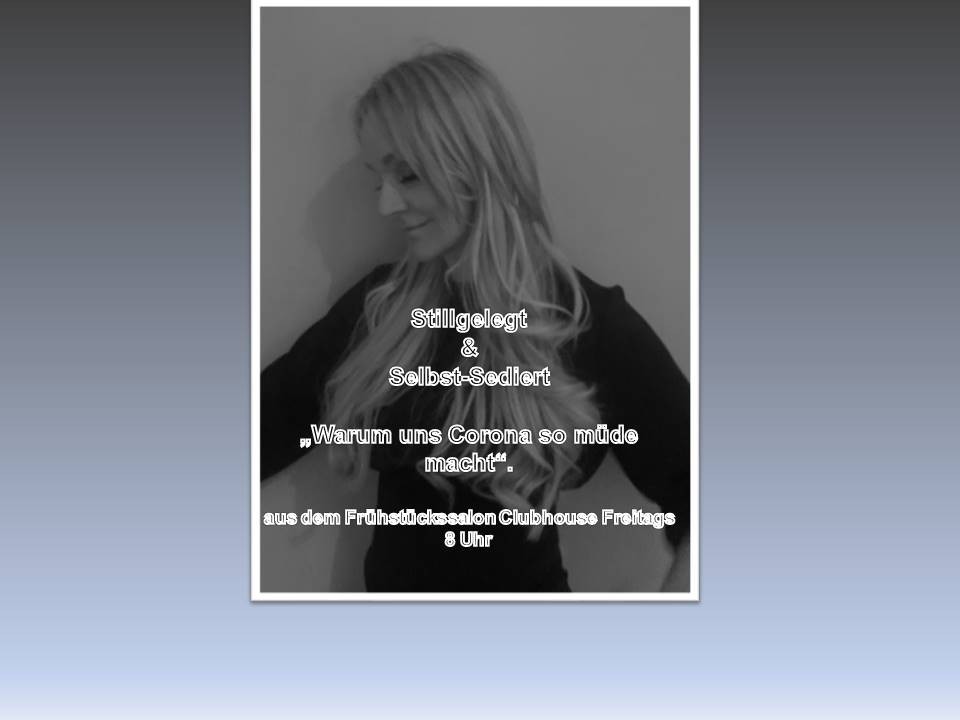 Stillgelegt
&
Selbst-Sediert
„Warum uns Corona so müde
macht“.
aus dem Frühstückssalon Clubhouse Freitags
8 Uhr